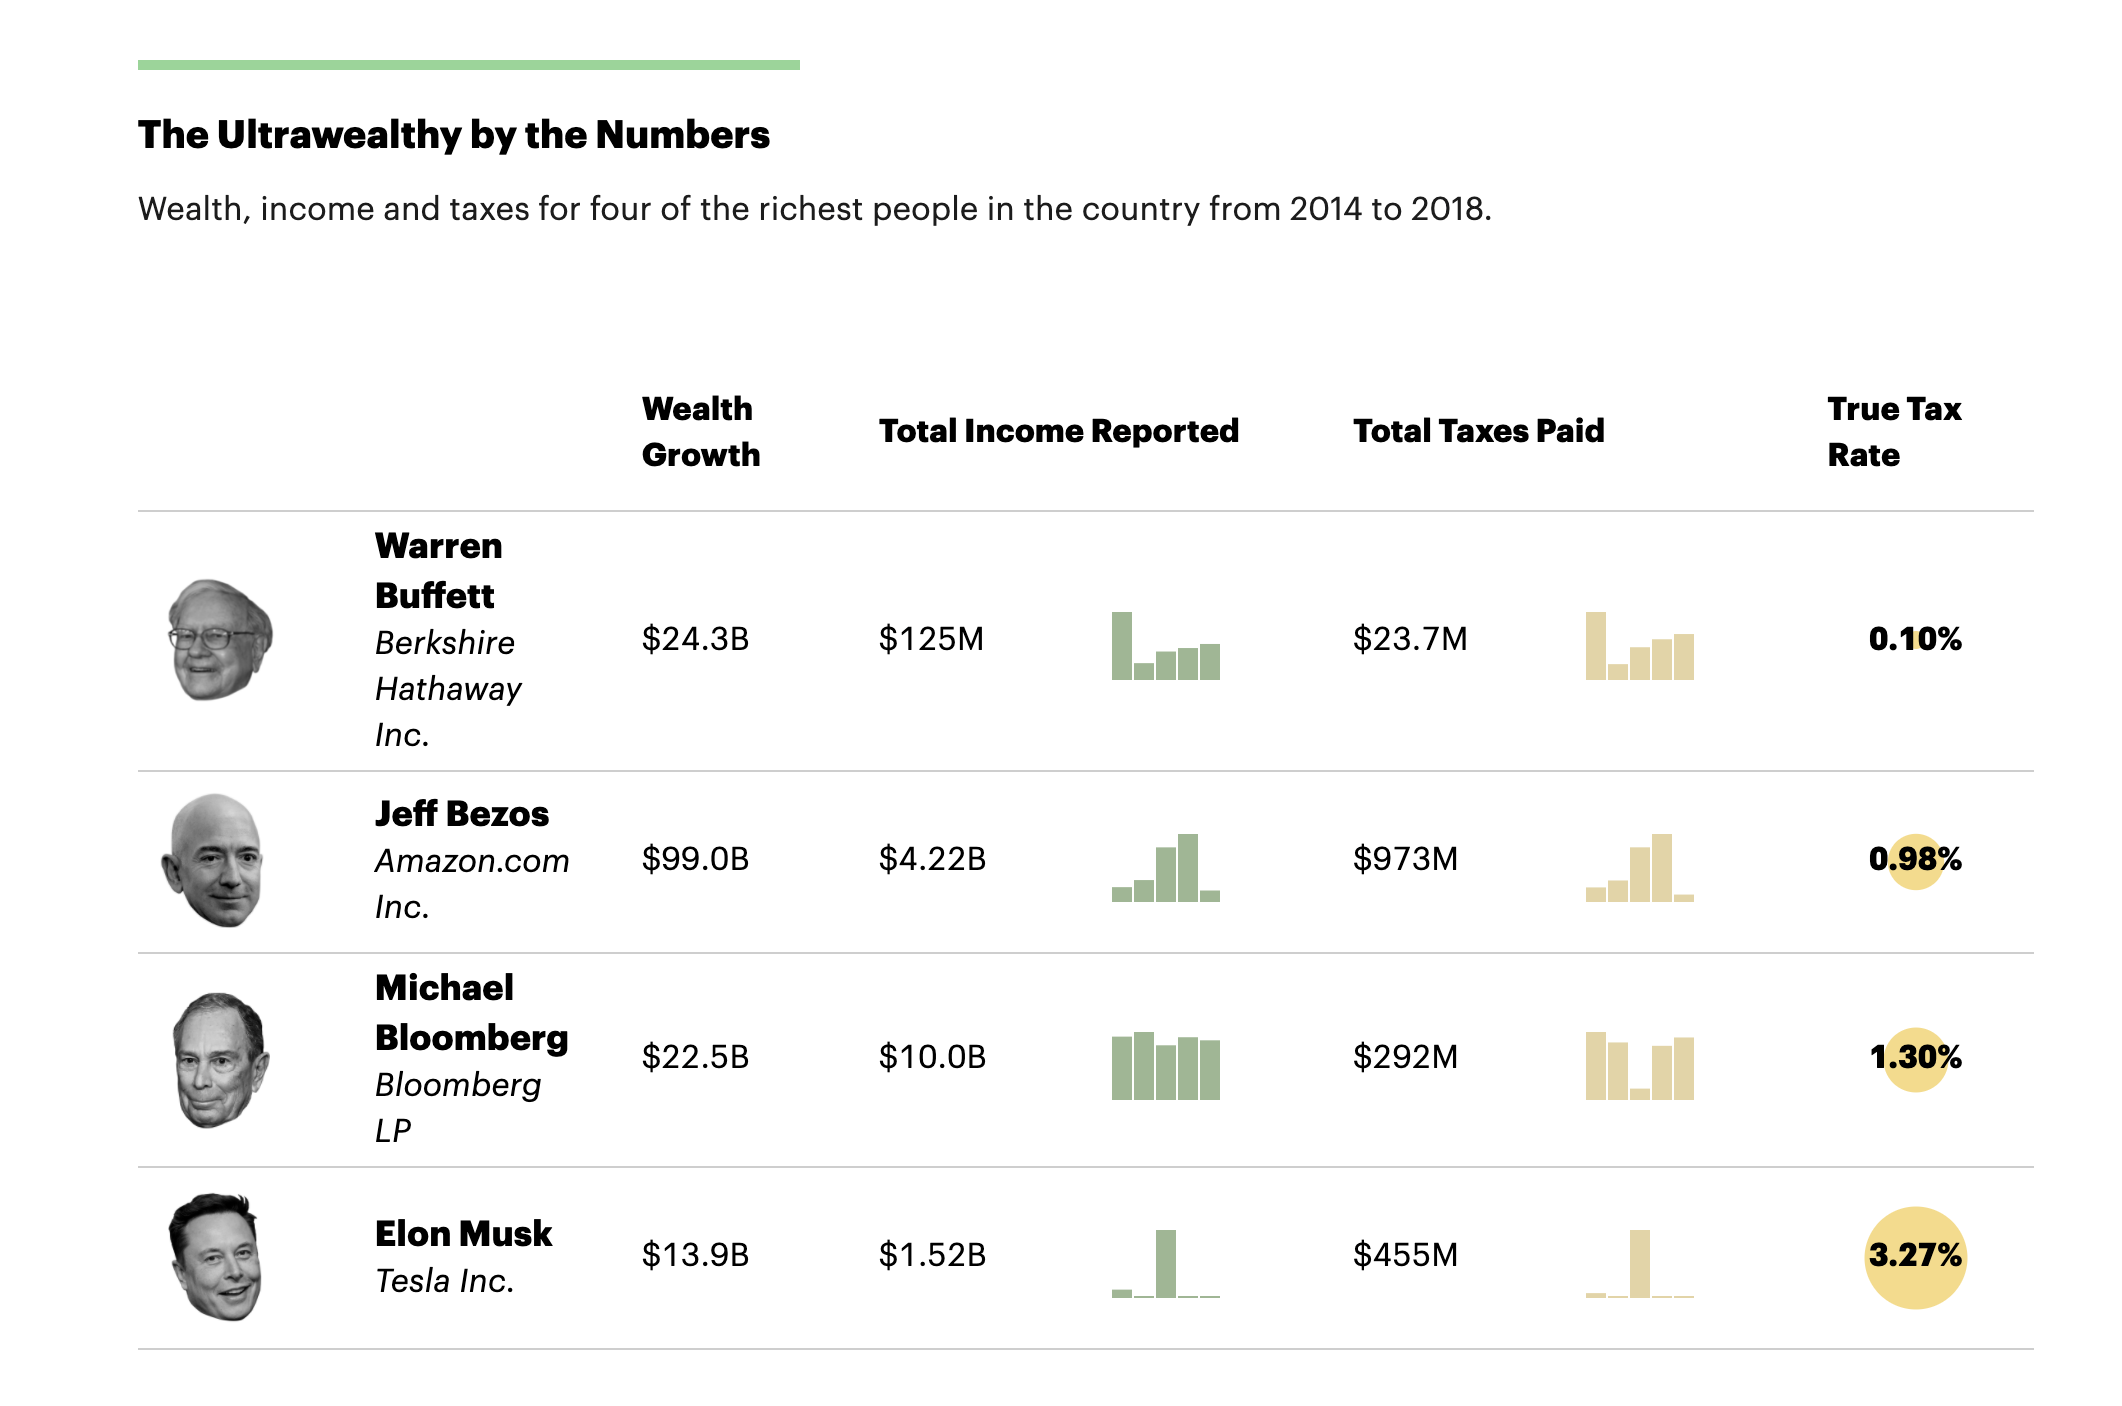 The Ultrawealthy by the Numbers
Wealth, income and taxes for four of the richest people in the country from 2014 to 2018.
Wealth
Growth
Total Income Reported
Total Taxes Paid
True Tax
Rate
Warren
Buffett
Berkshire
Hathaway
Inc.
$24.3B
$125M
$23.7M
0.10%
Jeff Bezos
Amazon.com
Inc.
$99.0B
$4.22B
$973M
0.98%
Michael
Bloomberg
Bloomberg
LP
$22.5B
$10.0B
$292M
1.30%
Elon Musk
Tesla Inc.
$13.9B
$1.52B
$455M
3.27%